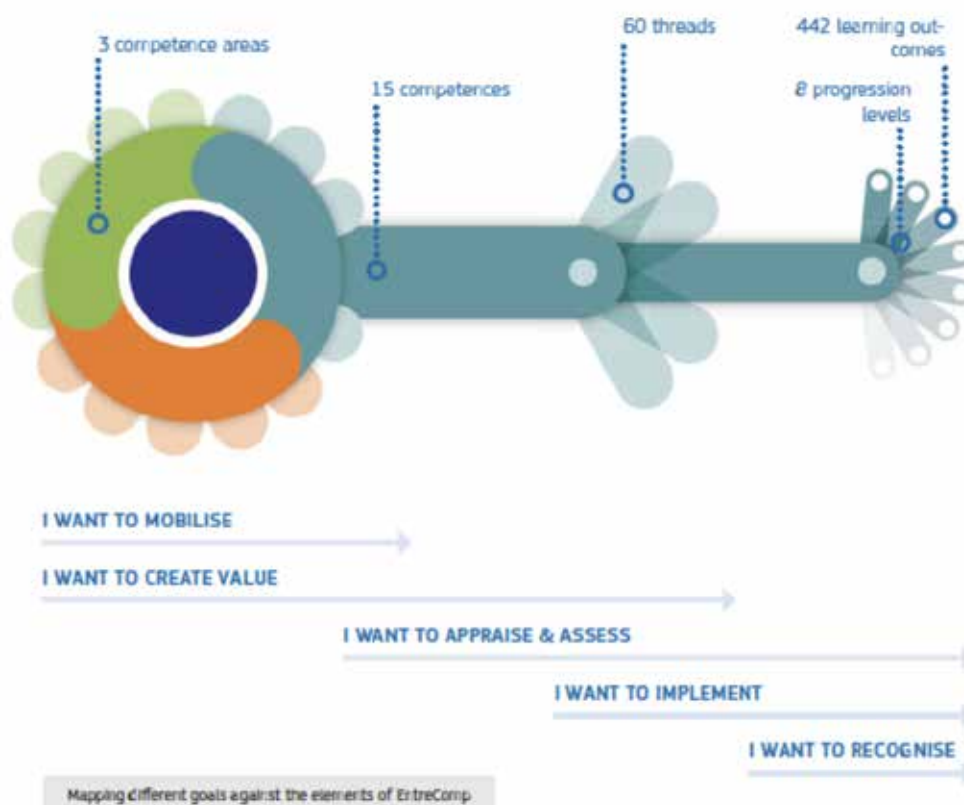 3 competence areas
15 competences
60 threads
442 learning out-
comes
8 progression
levels
I WANT TO MOBILISE
I WANT TO CREATE VALUE
I WANT TO APPRAISE & ASSESS
I WANT TO IMPLEMENT
I WANT TO RECOGNISE
Mapping different goals against the elements of EntreComp